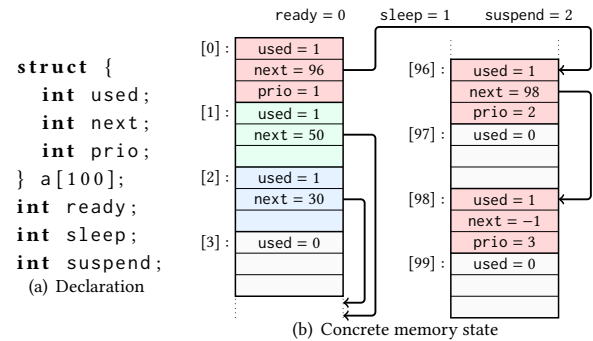 struct {
int used;
int next;
int prio;
} a[100];
int ready;
int sleep;
int suspend;
(a) Declaration
ready = 0 sleep = 1 suspend = 2
[0] :
used = 1
next = 96
prio = 1
[1] :
used = 1
next = 50
[2] :
used = 1
next = 30
[3] :
used = 0
[96] :
used = 1
next = 98
prio = 2
[97] :
used = 0
[98] :
used = 1
next = −1
prio = 3
[99] :
used = 0
(b) Concrete memory state